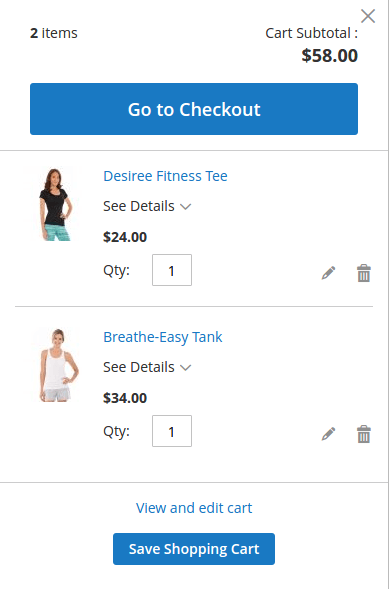 2 items
Cart Subtotal :
$58.00
Go to Checkout
Desiree Fitness Tee
See Details
$24.00
Qty: 1
Breathe-Easy Tank
See Details
$34.00
Qty: 1
View and edit cart
Save Shopping Cart